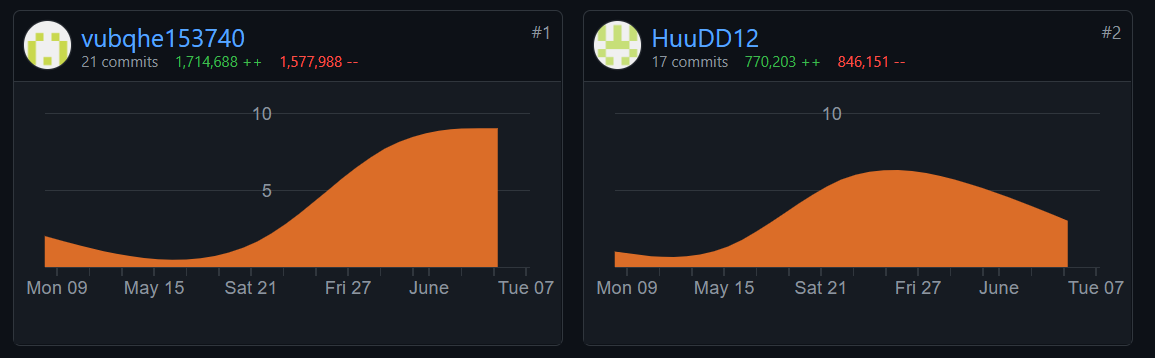 vubqhe153740
#1
21 commits 1,714,688 ++ 1,577,988 --
10
5
Mon 09 May 15 Sat 21 Fri 27 June Tue 07
HuuDD12
#2
17 commits 770,203 ++ 846,151 --
10
Mon 09 May 15 Sat 21 Fri 27 June Tue 07